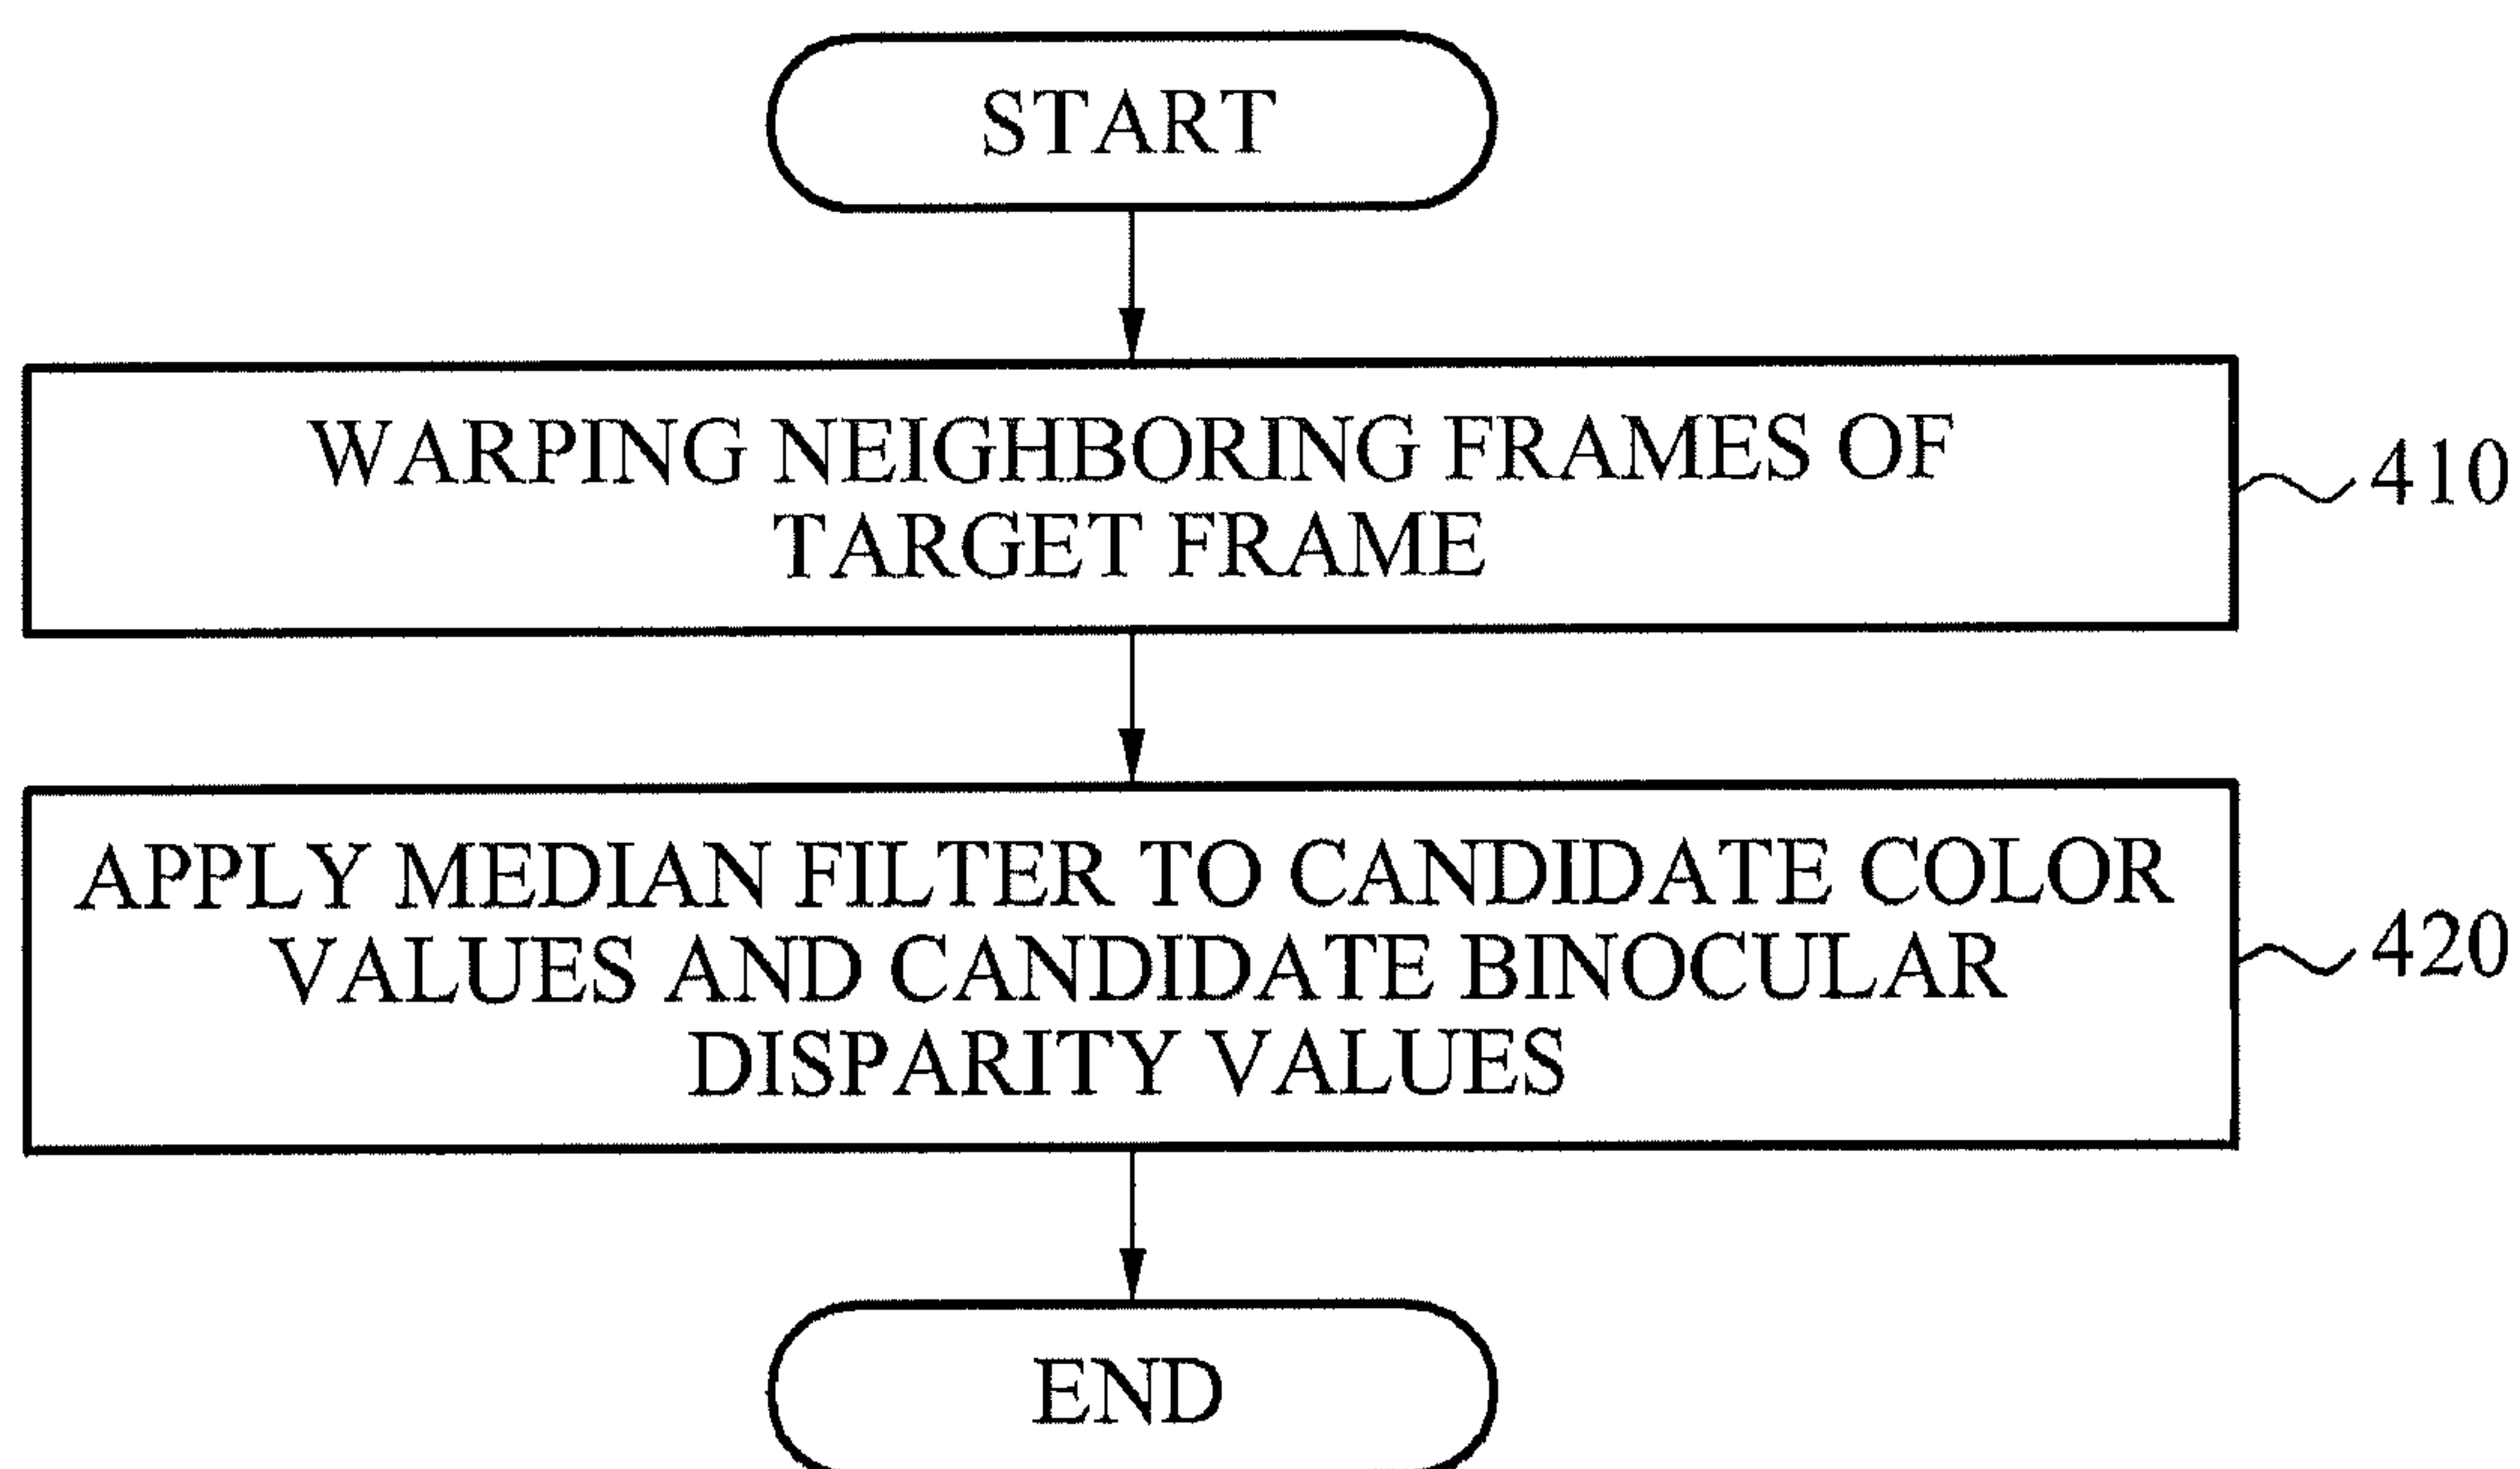 START
WARPING NEIGHBORING FRAMES OF
TARGET FRAME
410
APPLY MEDIAN FILTER TO CANDIDATE COLOR
VALUES AND CANDIDATE BINOCULAR
DISPARITY VALUES
420
END